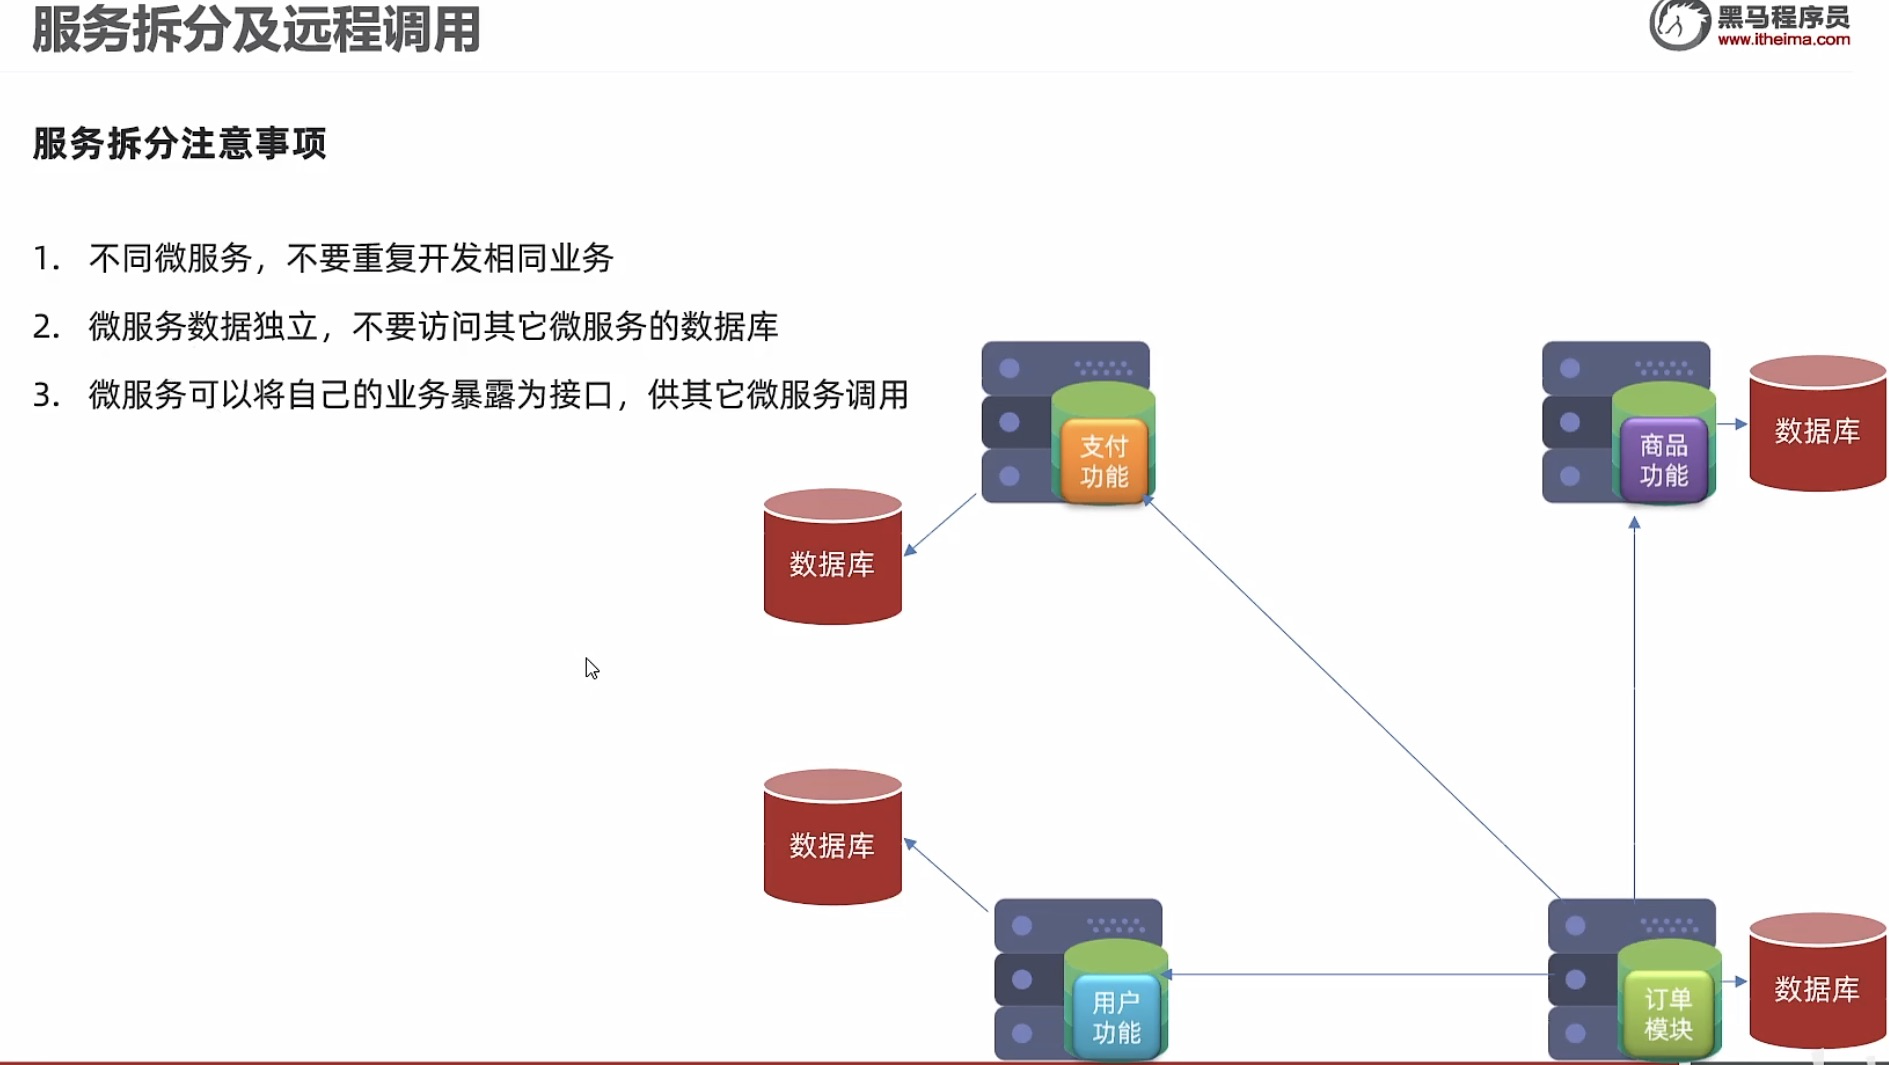 服务拆分及远程调用
黑马程序员
www.itheima.com
服务拆分注意事项
1. 不同微服务，不要重复开发相同业务
2. 微服务数据独立，不要访问其它微服务的数据库
3. 微服务可以将自己的业务暴露为接口，供其它微服务调用
支付
功能
商品
功能
数据库
数据库
数据库
用户
功能
订单
模块
数据库